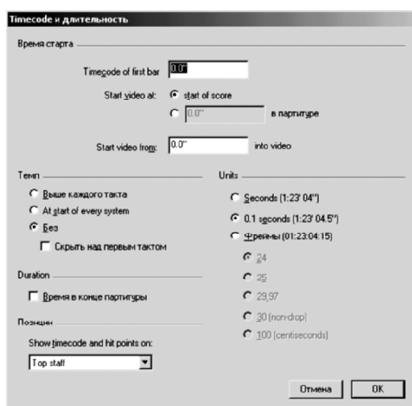 Timecode и длительность
Время старта
Timecode of first bar
0.0"
Start video at:
start of score
0.0"
в партитуре
Start video from:
0.0"
into video
Темп
Выше каждого такта
At start of every system
Без
Скрыть над первым тактом
Duration
Время в конце партитуры
Позиции
Show timecode and hit points on:
Top staff
Units
Seconds (1:23' 04")
0.1 seconds (1:23' 04.5")
Фреймы (01:23:04:15)
24
25
29,97
30 (non-drop)
100 (centiseconds)
Отмена
OK